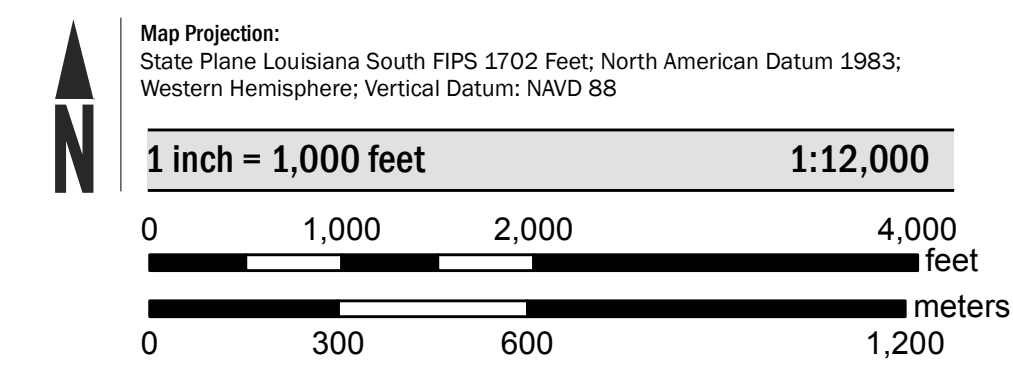 N
Map Projection:
State Plane Louisiana South FIPS 1702 Feet; North American Datum 1983;
Western Hemisphere; Vertical Datum: NAVD 88
1 inch = 1,000 feet 1:12,000
0 1,000 2,000 4,000
feet
meters
0 300 600 1,200